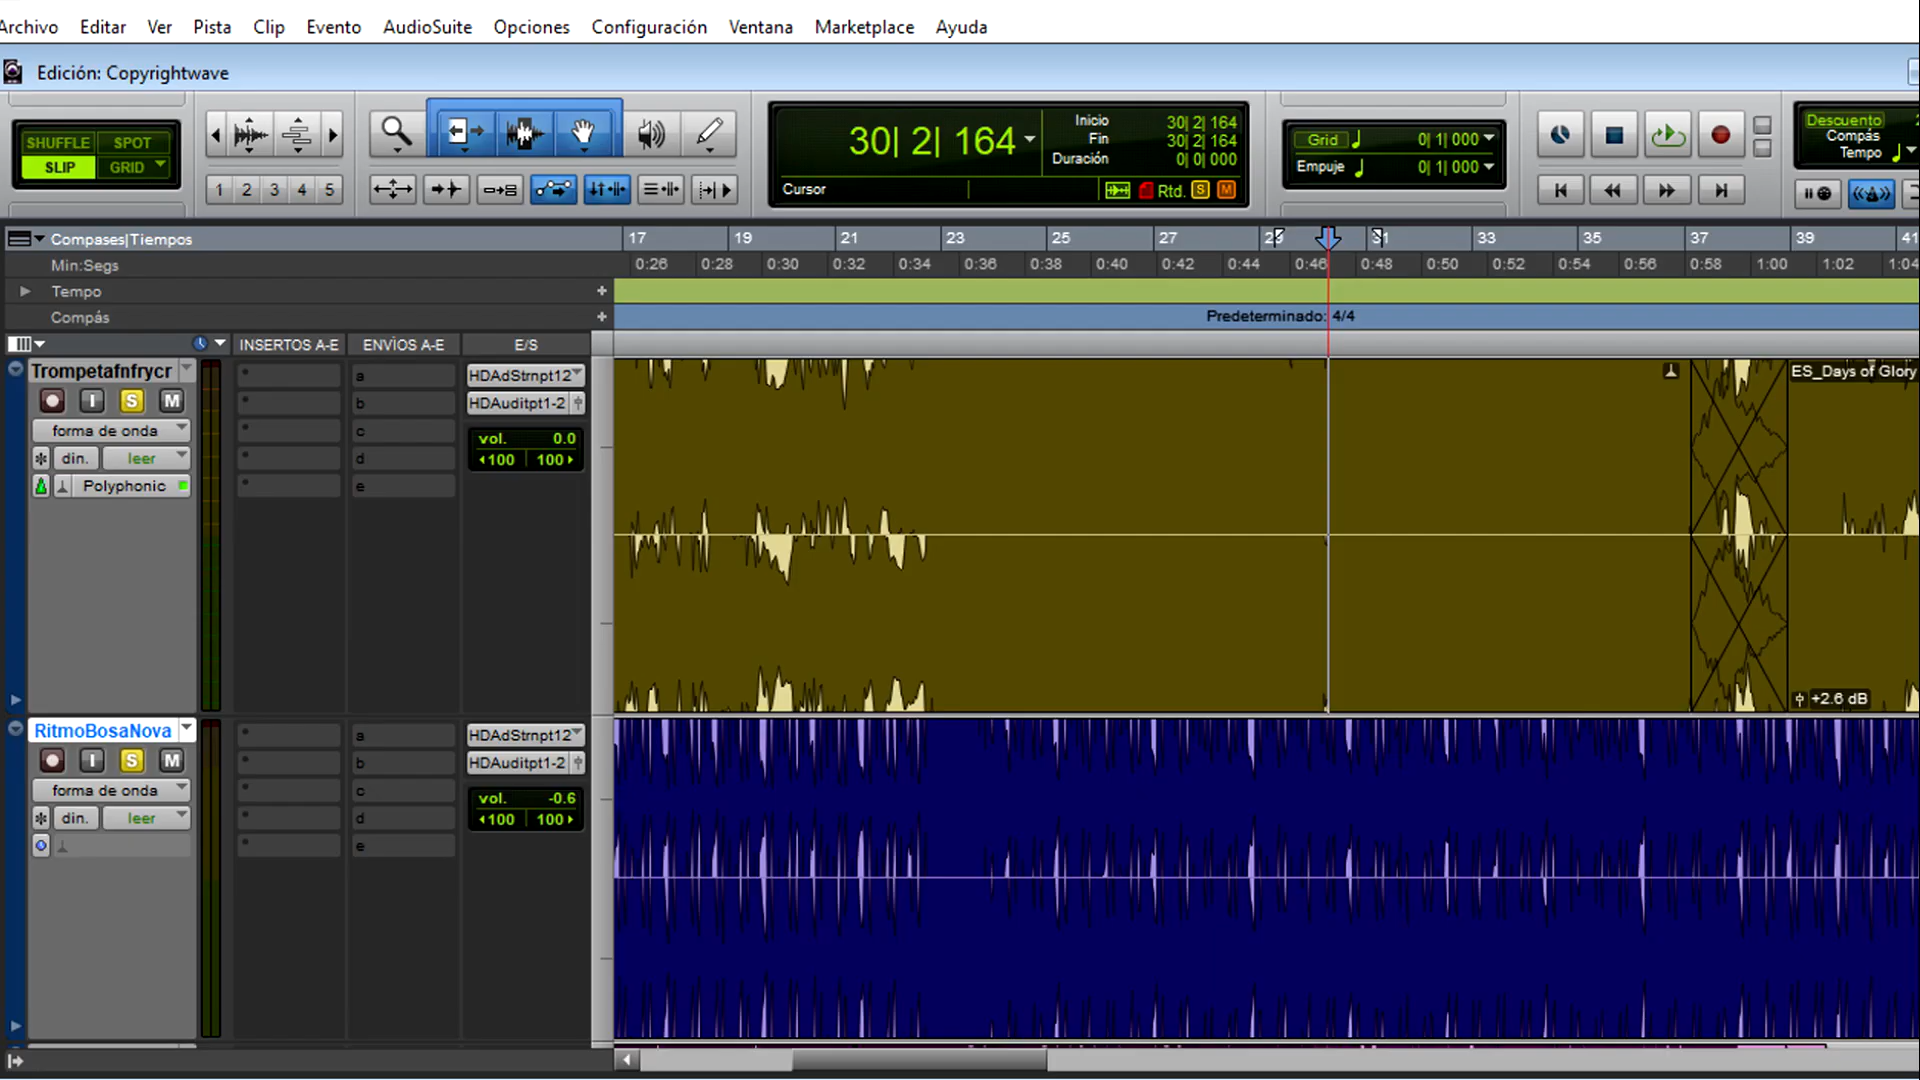 Archivo Editar Ver Pista Clip Evento AudioSuite Opciones Configuración Ventana Marketplace Ayuda
Edición: Copyrightwave
SHUFFLE SPOT
SLIP GRID
1 2 3 4 5
30| 2| 164
Inicio 30| 2| 164
Fin 30| 2| 164
Duración 0| 0| 000
Cursor
Rtd. S M
Grid 0| 1| 000
Empuje 0| 1| 000
Descuento
Compás
Tempo
Compases|Tiempos 17 19 21 23 25 27 29 31 33 35 37 39 41
Min:Segs 0:26 0:28 0:30 0:32 0:34 0:36 0:38 0:40 0:42 0:44 0:46 0:48 0:50 0:52 0:54 0:56 0:58 1:00 1:02 1:04
Tempo +
Compás + Predeterminado: 4/4
INSERTOS A-E ENVÌOS A-E E/S
Trompetafnfrycr a HDAdStrnpt12 ES_Days of Glory
I S M b HDAuditpt1-2
forma de onda c vol. 0.0
din. leer d 100 100
Polyphonic e
+2.6 dB
RitmoBosaNova a HDAdStrnpt12
I S M b HDAuditpt1-2
forma de onda c vol. -0.6
din. leer d 100 100
e